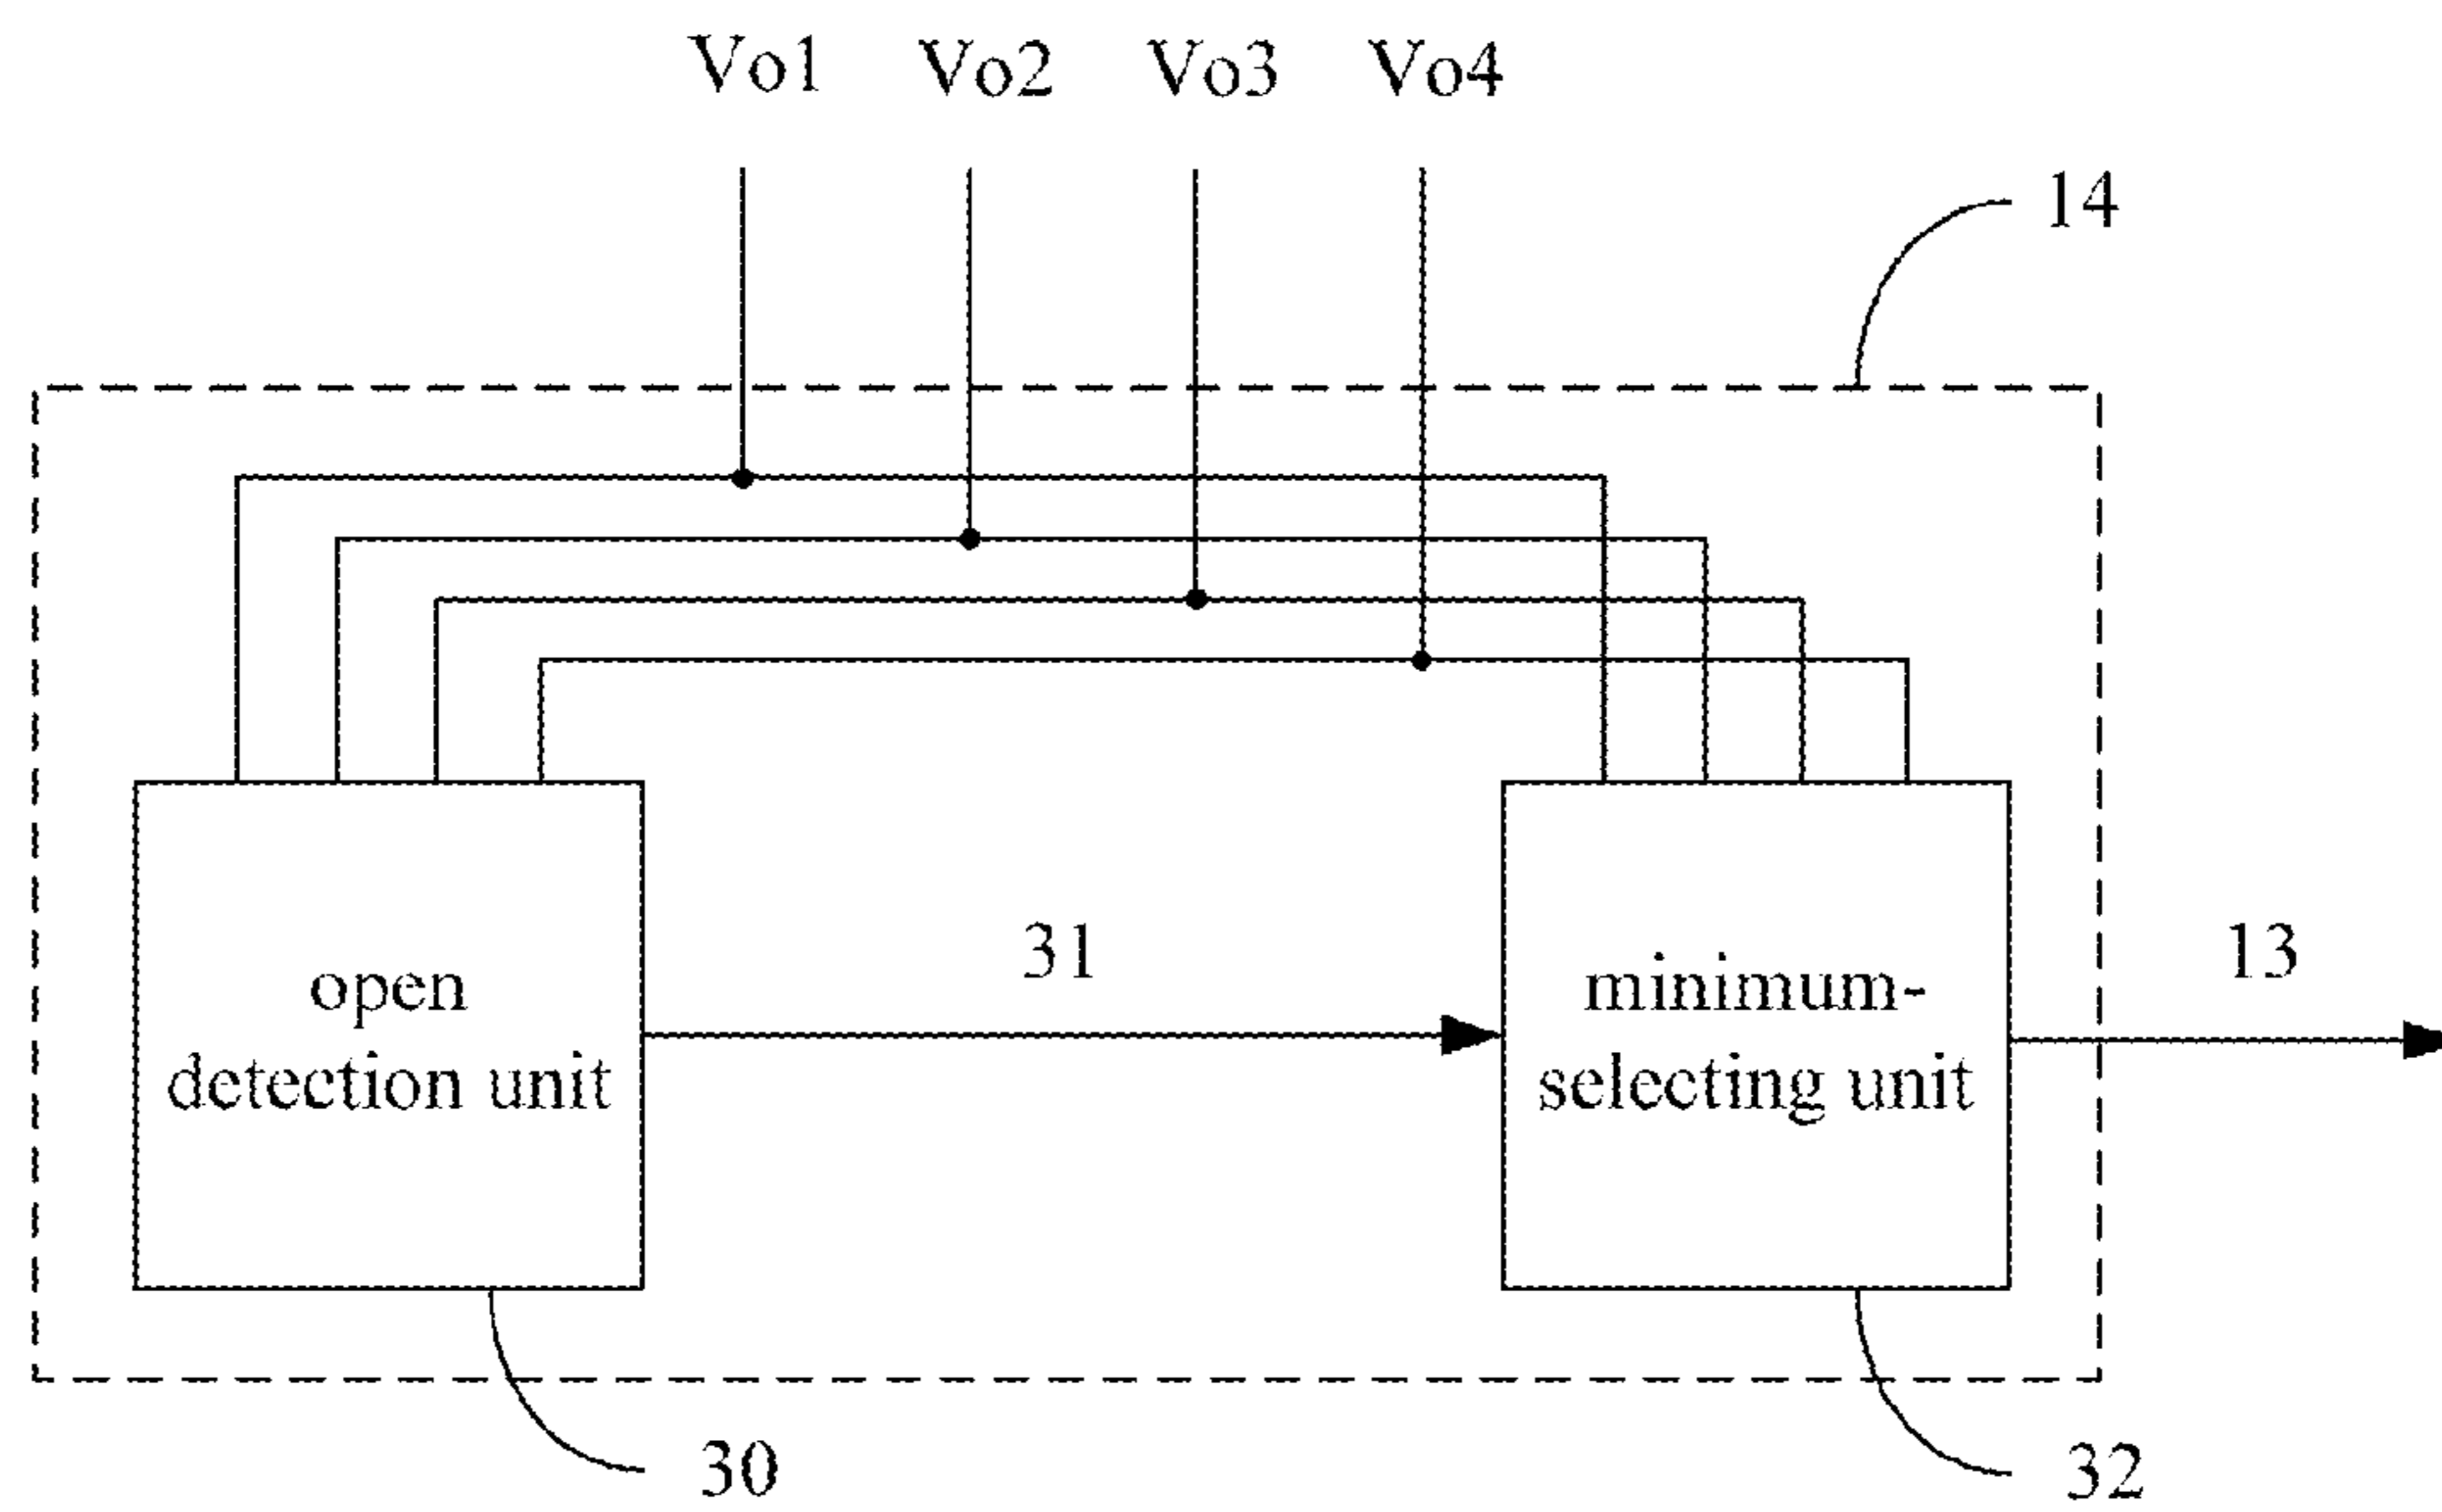 Vo1 Vo2 Vo3 Vo4
14
31
13
open
detection unit
minimum-
selecting unit
30
32